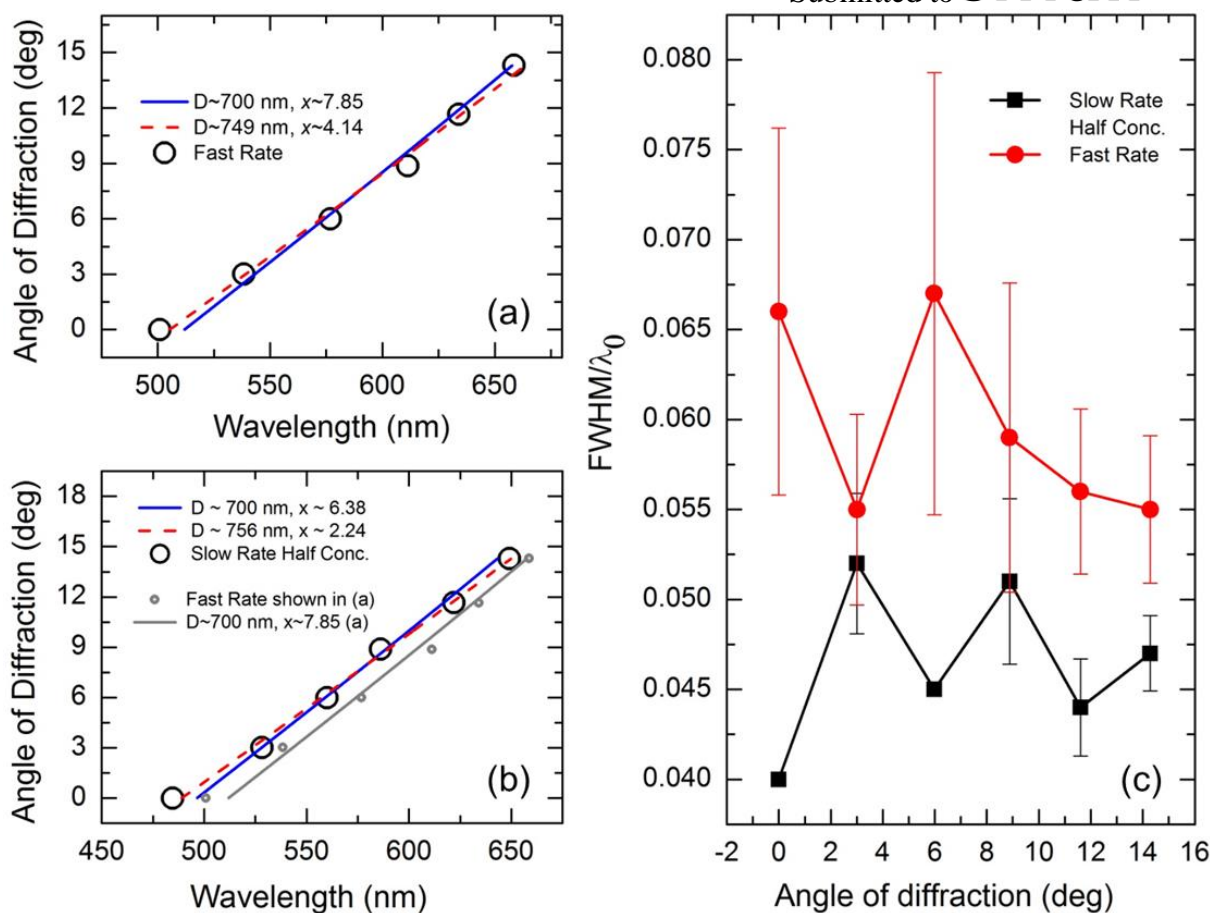 Submitted to
15
12
9
6
3
0
Angle of Diffraction (deg)
D~700 nm, x~7.85
D~749 nm, x~4.14
Fast Rate
(a)
500
550
600
650
Wavelength (nm)
18
15
12
9
6
3
0
Angle of Diffraction (deg)
D ~ 700 nm, x ~ 6.38
D ~ 756 nm, x ~ 2.24
Slow Rate Half Conc.
Fast Rate shown in (a)
D~700 nm, x~7.85 (a)
(b)
450
500
550
600
650
Wavelength (nm)
0.080
0.075
0.070
0.065
0.060
0.055
0.050
0.045
0.040
FWHM/λ0
Slow Rate
Half Conc.
Fast Rate
(c)
-2
0
2
4
6
8
10
12
14
16
Angle of diffraction (deg)